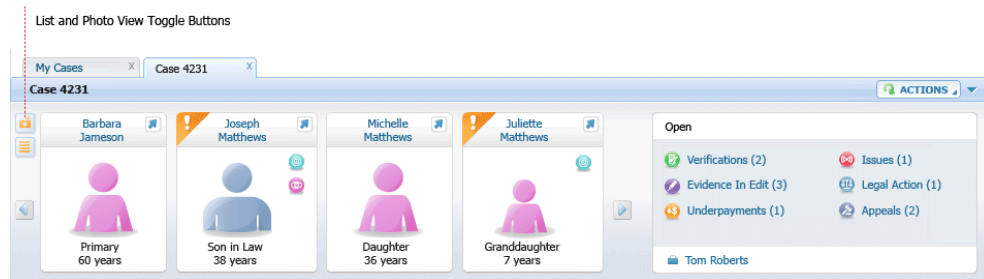 List and Photo View Toggle Buttons
My Cases X Case 4231 X
Case 4231 ACTIONS
Barbara Jameson
Primary
60 years
! Joseph Matthews
Son in Law
38 years
Michelle Matthews
Daughter
36 years
! Juliette Matthews
Granddaughter
7 years
Open
Verifications (2) Issues (1)
Evidence In Edit (3) Legal Action (1)
Underpayments (1) Appeals (2)
Tom Roberts